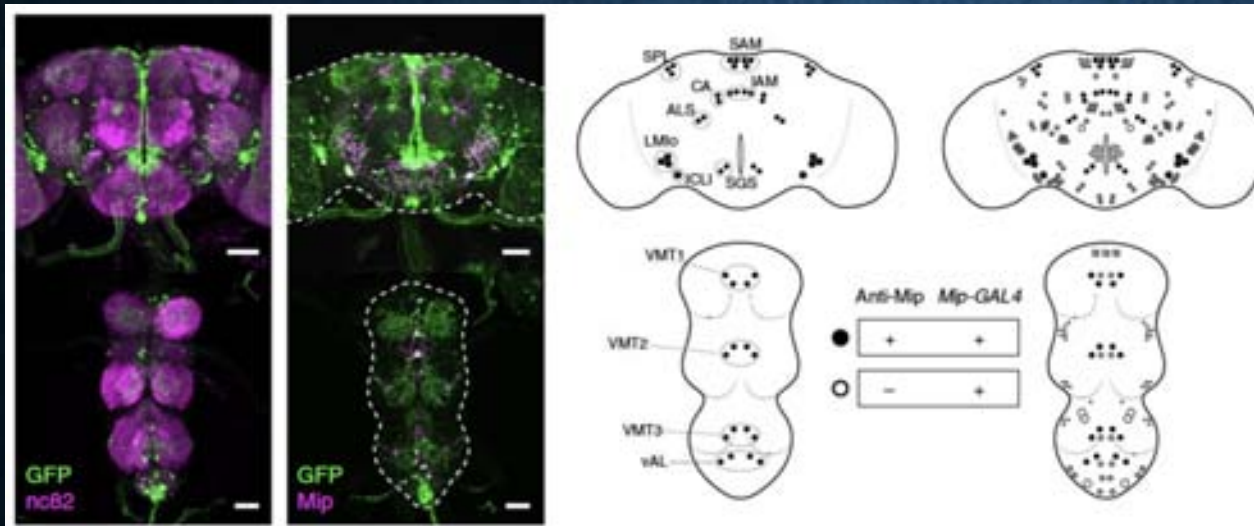 GFP
nc82
GFP
Mip
SPL
SAM
CA
IAM
ALS
LMIo
ICLI
SGS
VMT1
VMT2
VMT3
vAL
Anti-Mip Mip-GAL4
+ +
− +